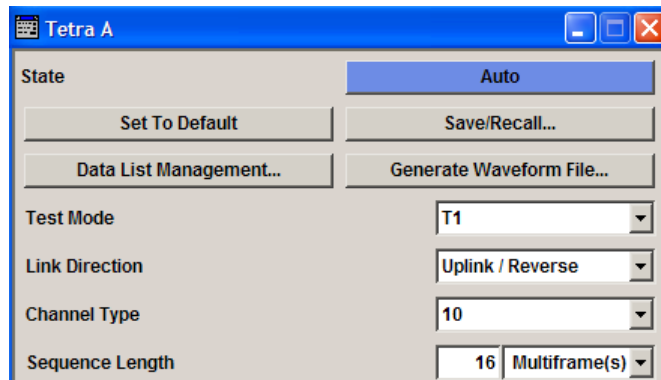 Tetra A
State Auto
Set To Default Save/Recall...
Data List Management... Generate Waveform File...
Test Mode T1
Link Direction Uplink / Reverse
Channel Type 10
Sequence Length 16 Multiframe(s)